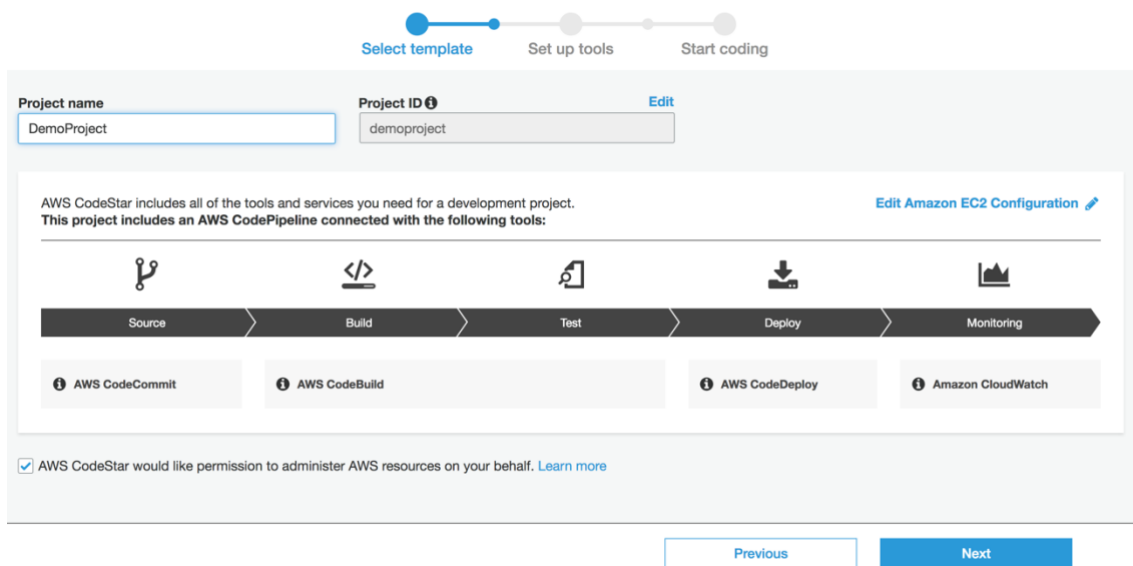 Select template
Set up tools
Start coding
Project name
Project ID
Edit
DemoProject
demoproject
AWS CodeStar includes all of the tools and services you need for a development project.
Edit Amazon EC2 Configuration
This project includes an AWS CodePipeline connected with the following tools:
Source
Build
Test
Deploy
Monitoring
AWS CodeCommit
AWS CodeBuild
AWS CodeDeploy
Amazon CloudWatch
AWS CodeStar would like permission to administer AWS resources on your behalf. Learn more
Previous
Next